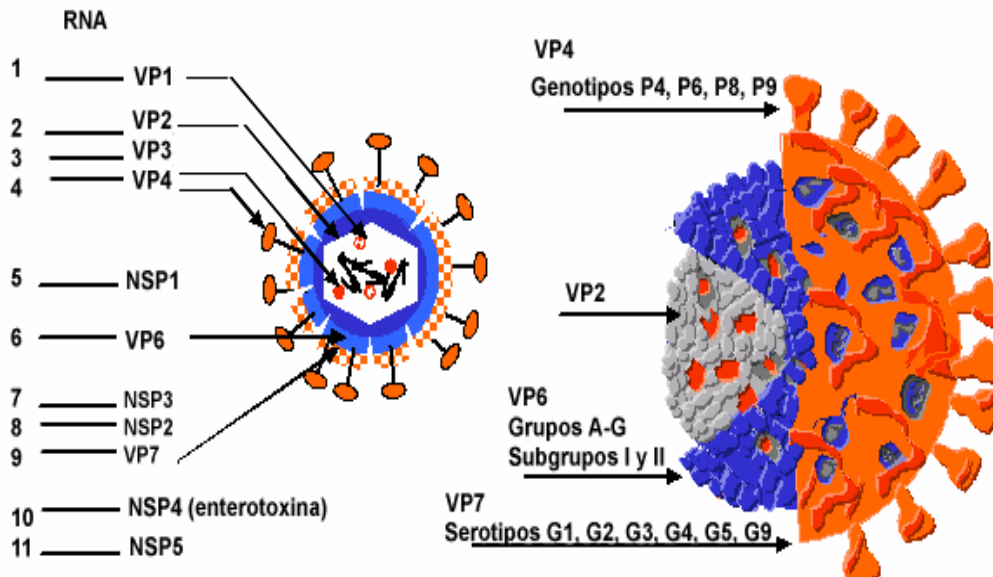 RNA
1 VP1
2 VP2
3 VP3
4 VP4
5 NSP1
6 VP6
7 NSP3
8 NSP2
9 VP7
10 NSP4 (enterotoxina)
11 NSP5
VP4
Genotipos P4, P6, P8, P9
VP2
VP6
Grupos A-G
Subgrupos I y II
VP7
Serotipos G1, G2, G3, G4, G5, G9